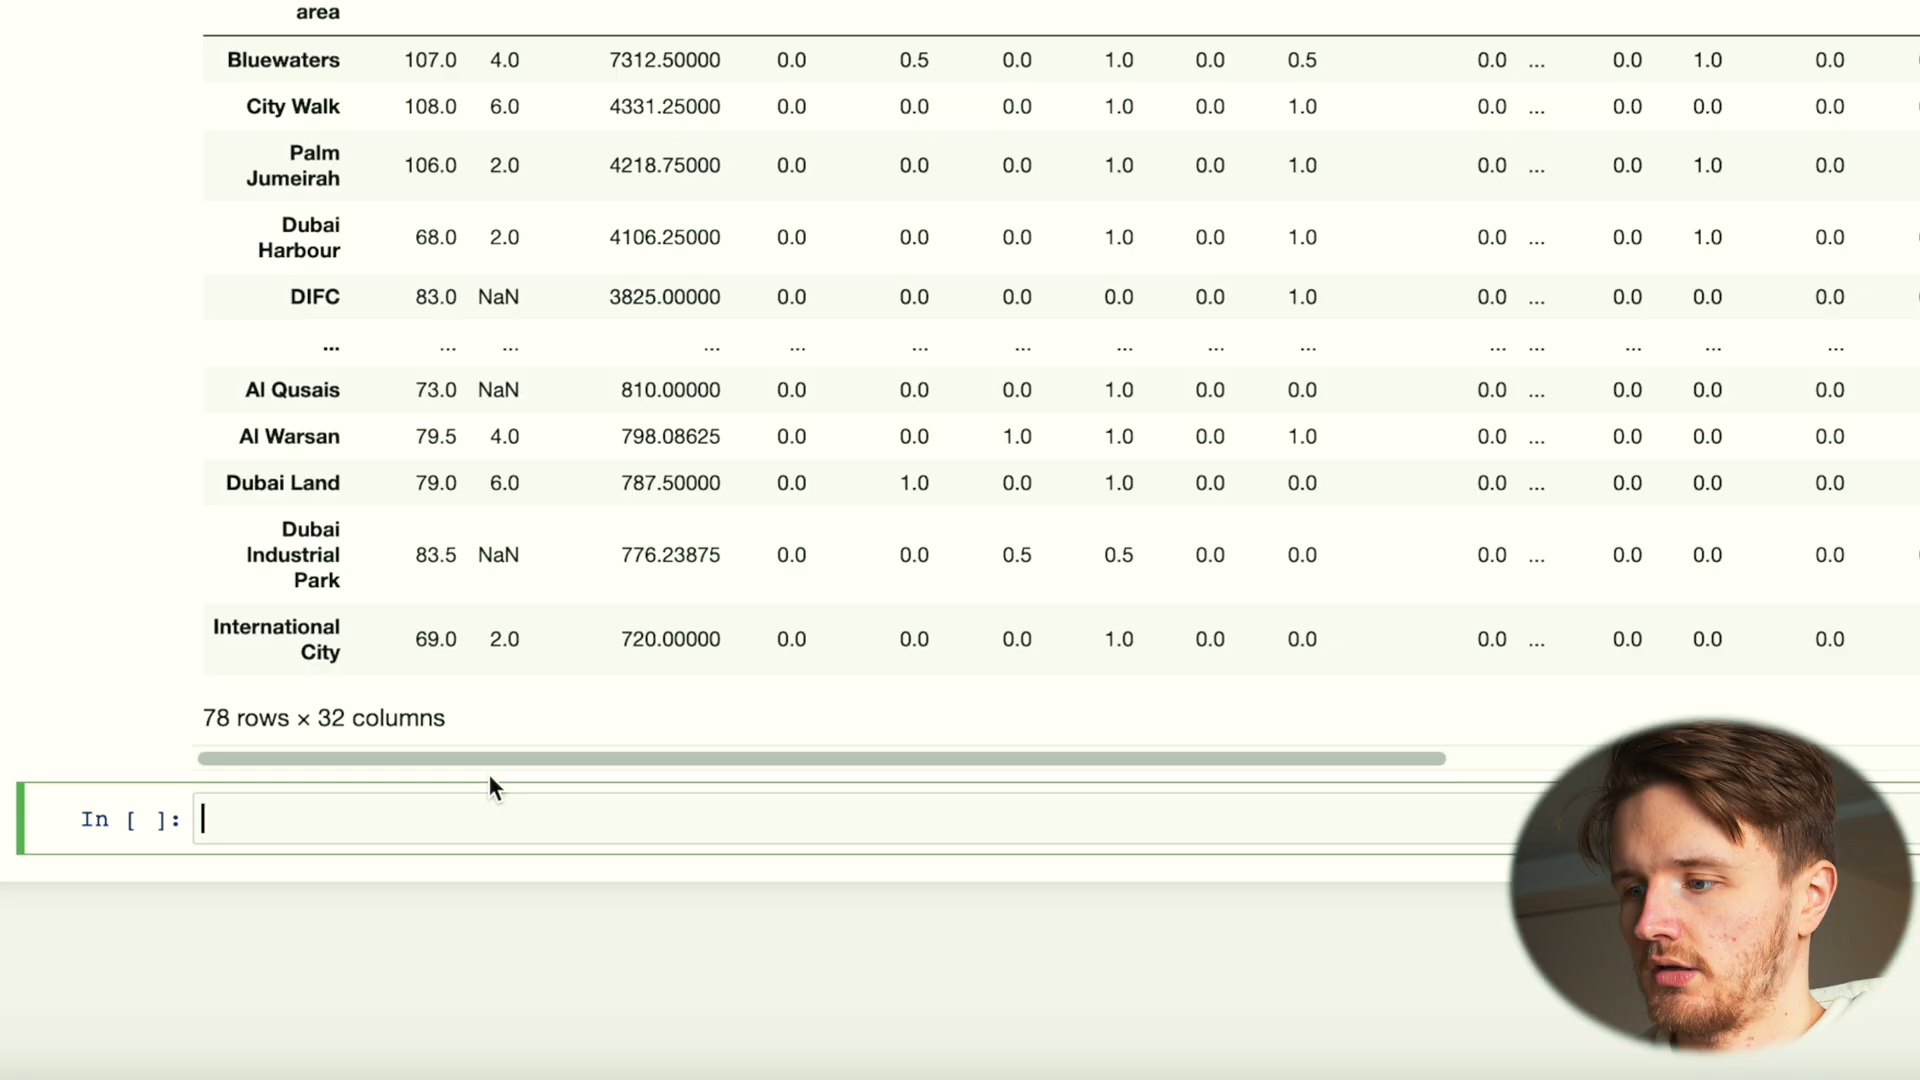 area
Bluewaters 107.0 4.0 7312.50000 0.0 0.5 0.0 1.0 0.0 0.5 0.0 ... 0.0 1.0 0.0
City Walk 108.0 6.0 4331.25000 0.0 0.0 0.0 1.0 0.0 1.0 0.0 ... 0.0 0.0 0.0
Palm
Jumeirah 106.0 2.0 4218.75000 0.0 0.0 0.0 1.0 0.0 1.0 0.0 ... 0.0 1.0 0.0
Dubai
Harbour 68.0 2.0 4106.25000 0.0 0.0 0.0 1.0 0.0 1.0 0.0 ... 0.0 1.0 0.0
DIFC 83.0 NaN 3825.00000 0.0 0.0 0.0 0.0 0.0 1.0 0.0 ... 0.0 0.0 0.0
... ... ... ... ... ... ... ... ... ... ... ... ... ... ...
Al Qusais 73.0 NaN 810.00000 0.0 0.0 0.0 1.0 0.0 0.0 0.0 ... 0.0 0.0 0.0
Al Warsan 79.5 4.0 798.08625 0.0 0.0 1.0 1.0 0.0 1.0 0.0 ... 0.0 0.0 0.0
Dubai Land 79.0 6.0 787.50000 0.0 1.0 0.0 1.0 0.0 0.0 0.0 ... 0.0 0.0 0.0
Dubai
Industrial 83.5 NaN 776.23875 0.0 0.0 0.5 0.5 0.0 0.0 0.0 ... 0.0 0.0 0.0
Park
International
City 69.0 2.0 720.00000 0.0 0.0 0.0 1.0 0.0 0.0 0.0 ... 0.0 0.0 0.0
78 rows × 32 columns
In [ ]: